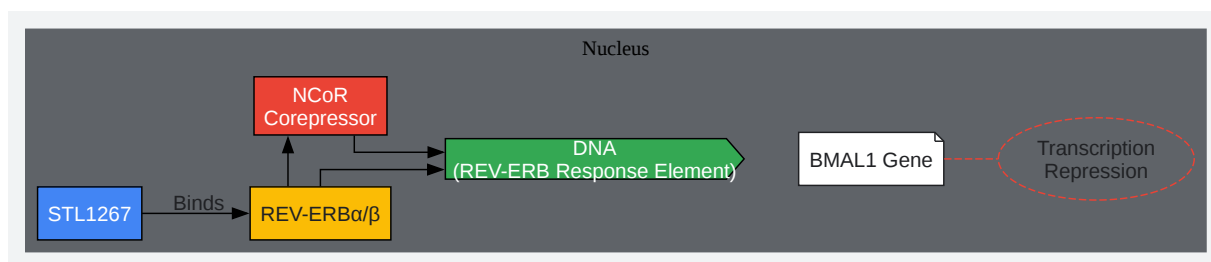 Nucleus
NCoR
Corepressor
DNA
(REV-ERB Response Element)
BMAL1 Gene
Transcription
Repression
STL1267
Binds
REV-ERBα/β